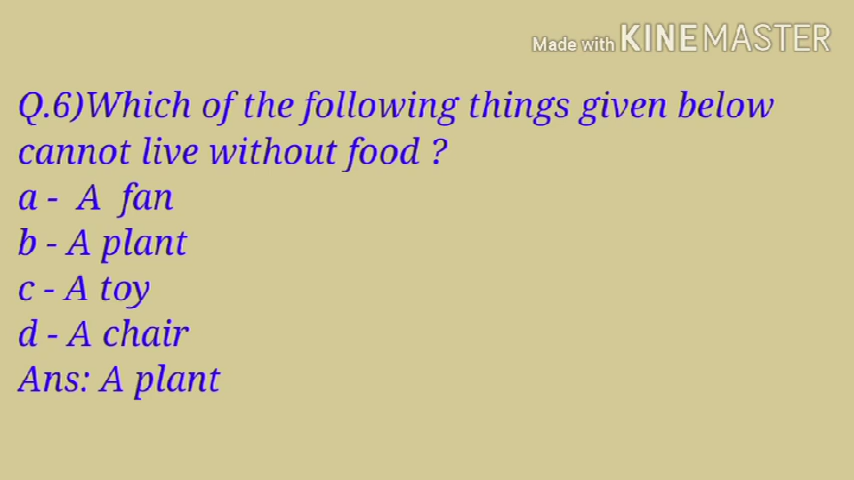 Made with KINEMASTER
Q.6)Which of the following things given below
cannot live without food ?
a - A fan
b - A plant
c - A toy
d - A chair
Ans: A plant